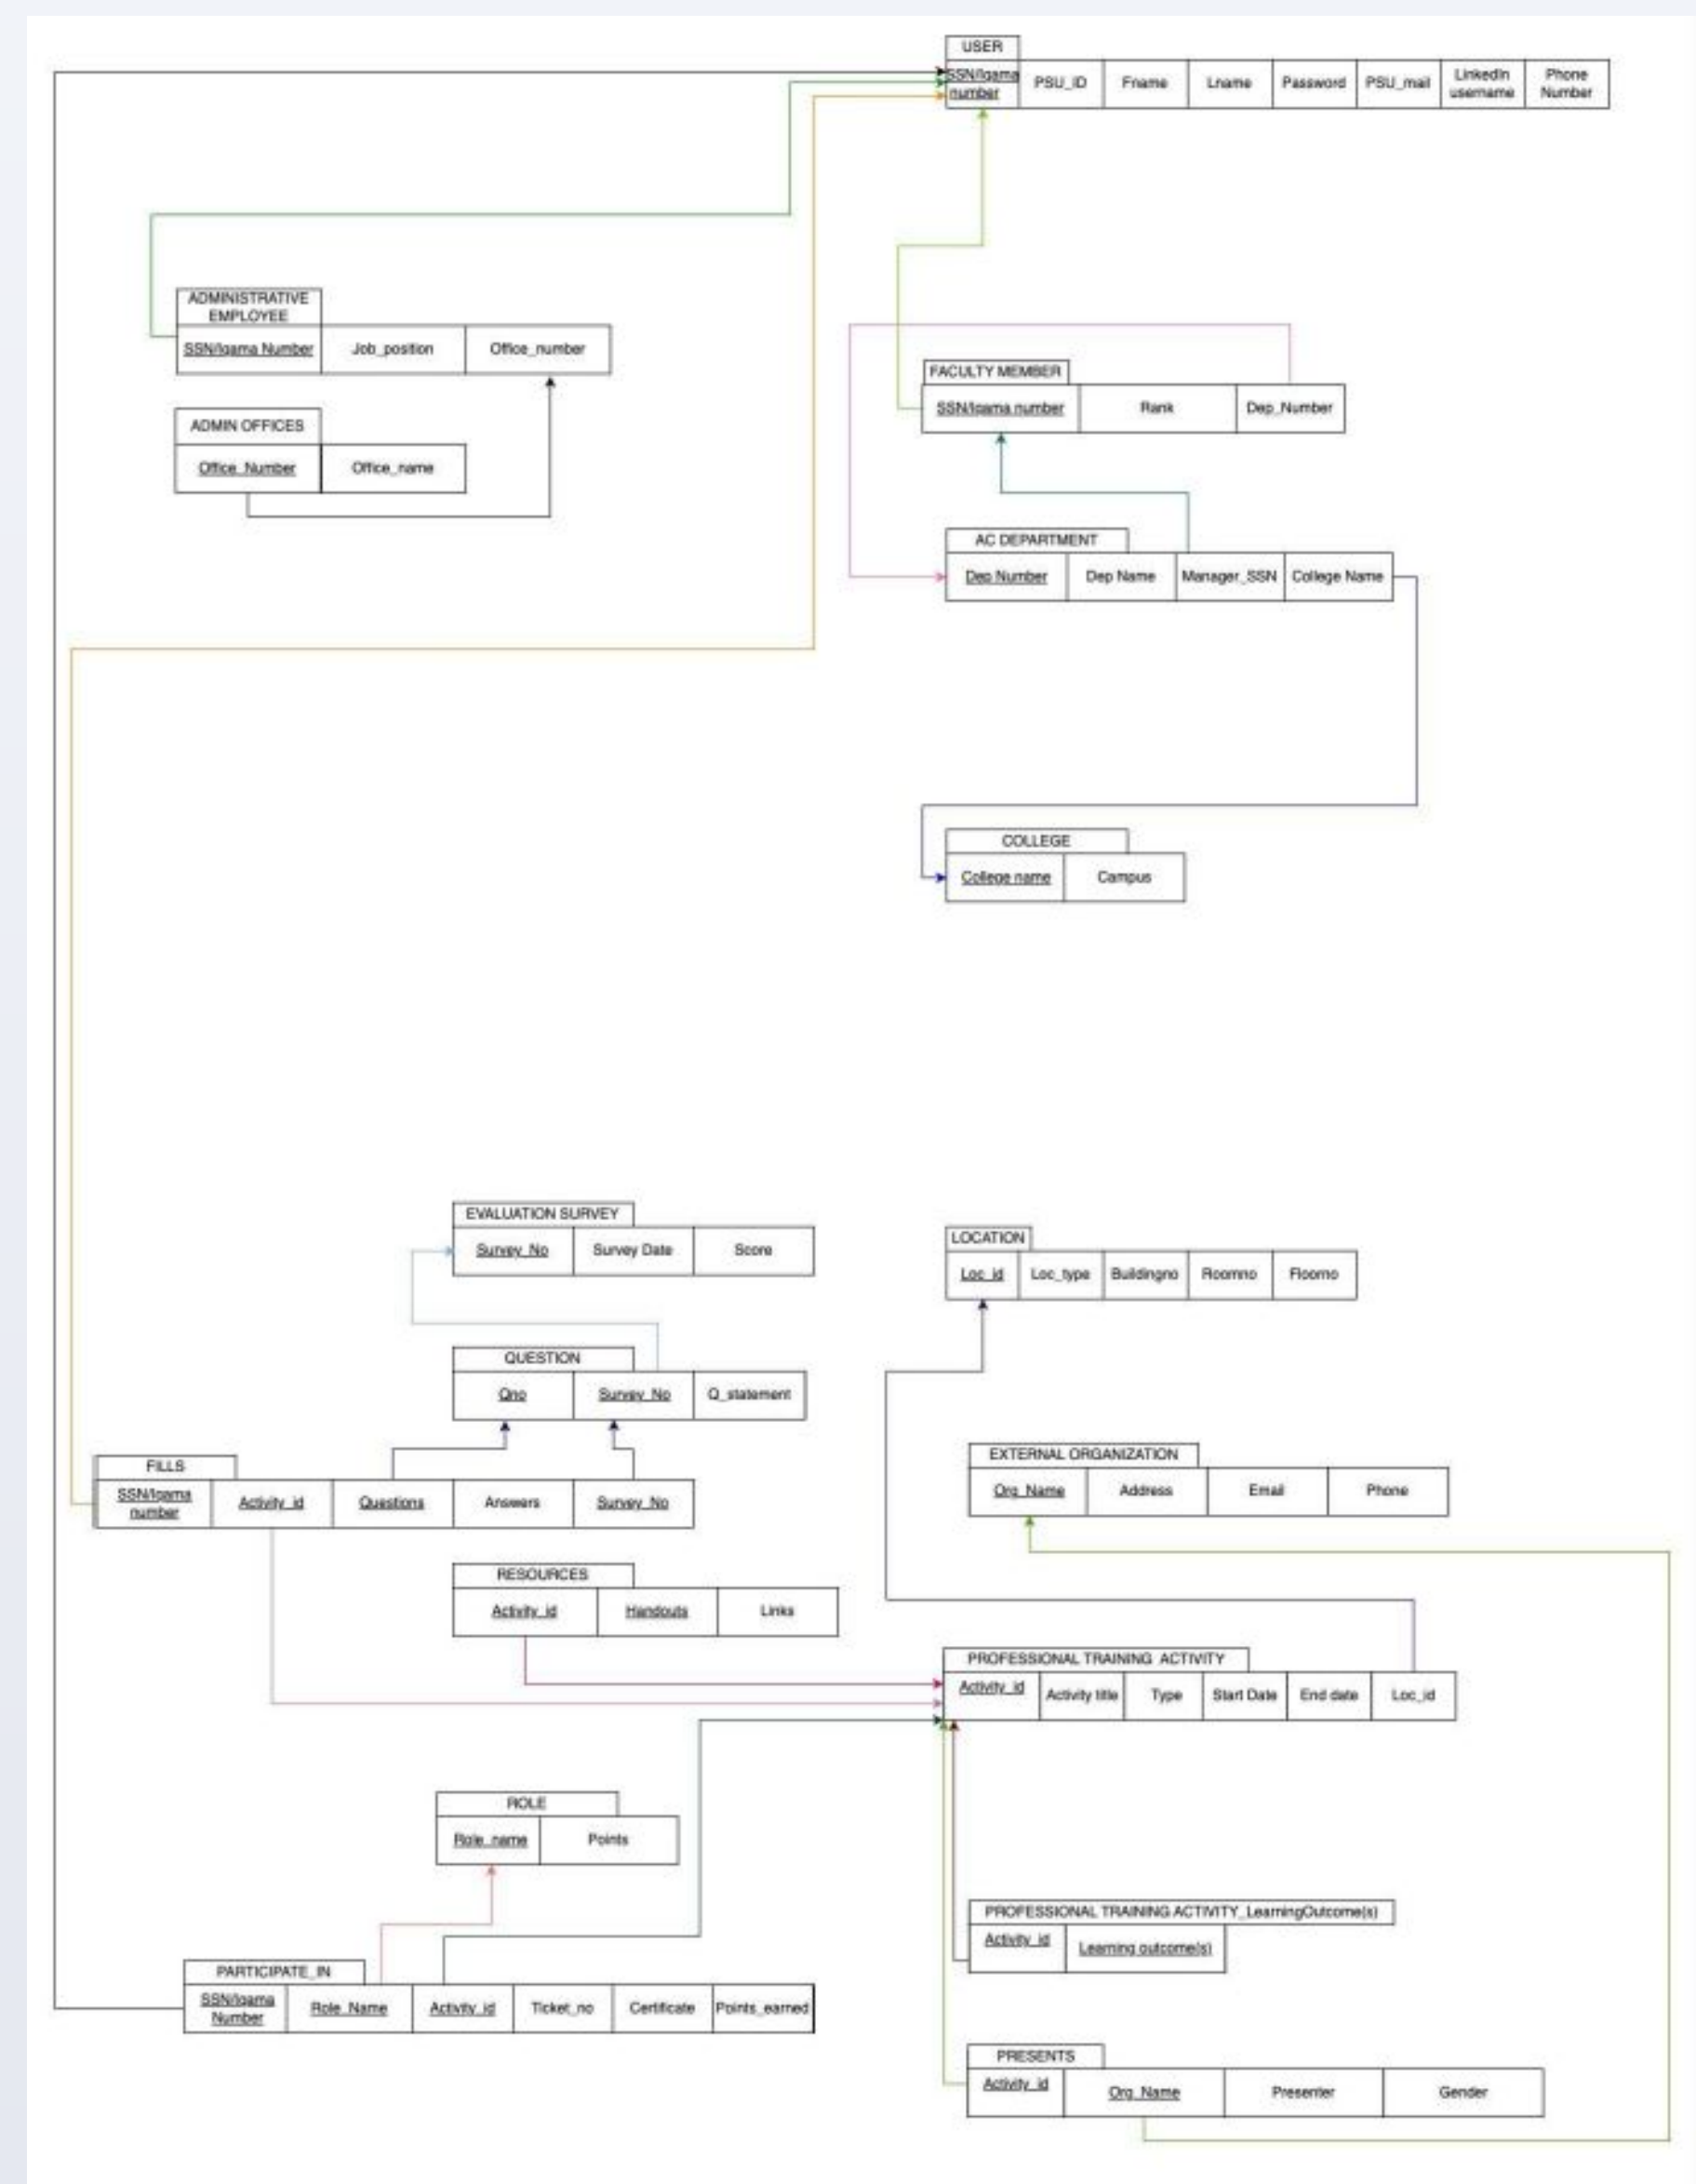 USER
SSN/Iqama
number
PSU_ID
Fname
Lname
Password
PSU_mail
LinkedIn
username
Phone
Number
ADMINISTRATIVE
EMPLOYEE
SSN/Iqama Number
Job_position
Office_number
ADMIN OFFICES
Office_Number
Office_name
FACULTY MEMBER
SSN/Iqama number
Rank
Dep_Number
AC DEPARTMENT
Dep Number
Dep Name
Manager_SSN
College Name
COLLEGE
College name
Campus
EVALUATION SURVEY
Survey_No
Survey Date
Score
LOCATION
Loc_id
Loc_type
Buildingno
Roomno
Floorno
QUESTION
Qno
Survey_No
Q_statement
EXTERNAL ORGANIZATION
Org_Name
Address
Email
Phone
FILLS
SSN/Iqama
number
Activity_id
Questions
Answers
Survey_No
RESOURCES
Activity_id
Handouts
Links
PROFESSIONAL TRAINING ACTIVITY
Activity_id
Activity title
Type
Start Date
End date
Loc_id
ROLE
Role_name
Points
PROFESSIONAL TRAINING ACTIVITY_LearningOutcome(s)
Activity_id
Learning outcome(s)
PARTICIPATE_IN
SSN/Iqama
Number
Role_Name
Activity_id
Ticket_no
Certificate
Points_earned
PRESENTS
Activity_id
Org_Name
Presenter
Gender